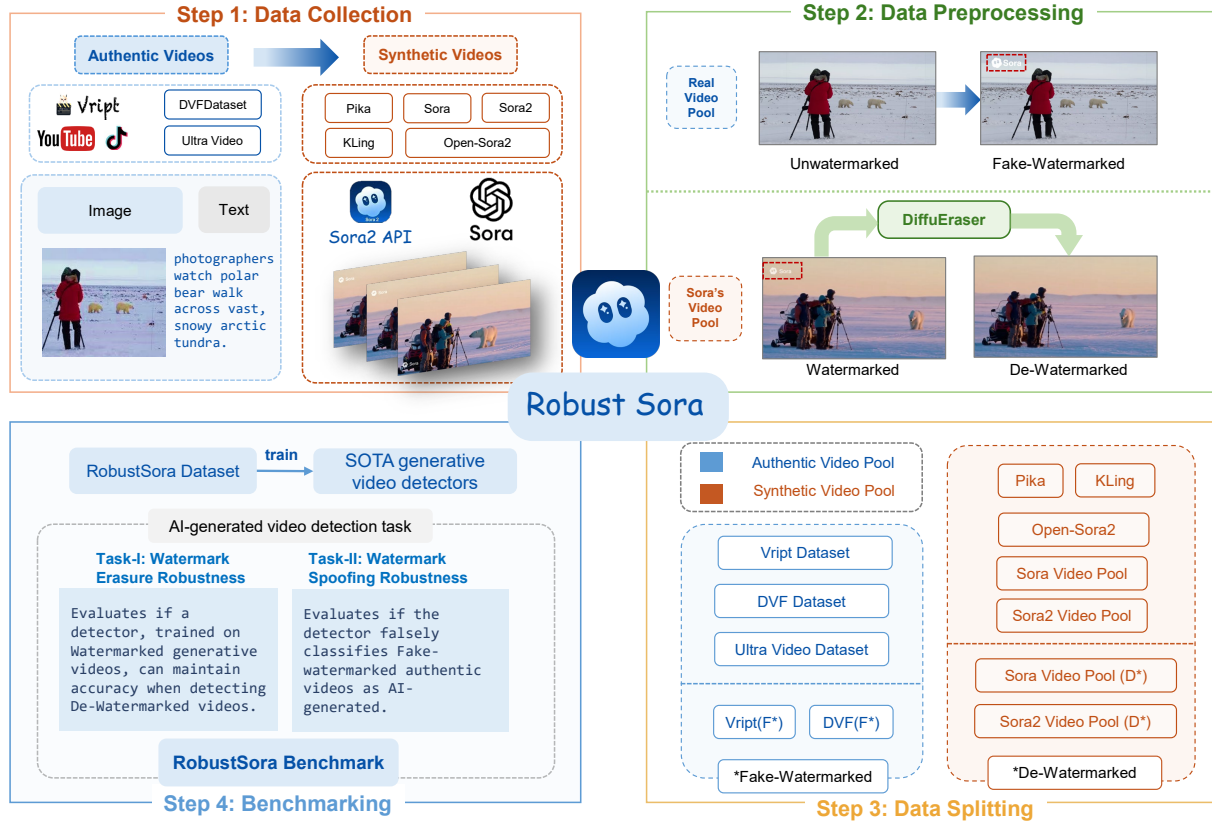 Step 1: Data Collection
Authentic Videos
Synthetic Videos
Vript
DVFDataset
YouTube
Ultra Video
Pika
Sora
Sora2
KLing
Open-Sora2
Image
Text
photographers
watch polar
bear walk
across vast,
snowy arctic
tundra.
Sora 2
Sora2 API
Sora
Sora
Sora
Sora
Step 2: Data Preprocessing
Real
Video
Pool
Sora
Unwatermarked
Fake-Watermarked
DiffuEraser
Sora's
Video
Pool
Sora
Watermarked
De-Watermarked
Robust Sora
RobustSora Dataset
train
SOTA generative
video detectors
AI-generated video detection task
Task-I: Watermark
Erasure Robustness
Evaluates if a
detector, trained on
Watermarked generative
videos, can maintain
accuracy when detecting
De-Watermarked videos.
Task-II: Watermark
Spoofing Robustness
Evaluates if the
detector falsely
classifies Fake-
watermarked authentic
videos as AI-
generated.
RobustSora Benchmark
Step 4: Benchmarking
Authentic Video Pool
Synthetic Video Pool
Vript Dataset
DVF Dataset
Ultra Video Dataset
Vript(F*)
DVF(F*)
*Fake-Watermarked
Pika
KLing
Open-Sora2
Sora Video Pool
Sora2 Video Pool
Sora Video Pool (D*)
Sora2 Video Pool (D*)
*De-Watermarked
Step 3: Data Splitting